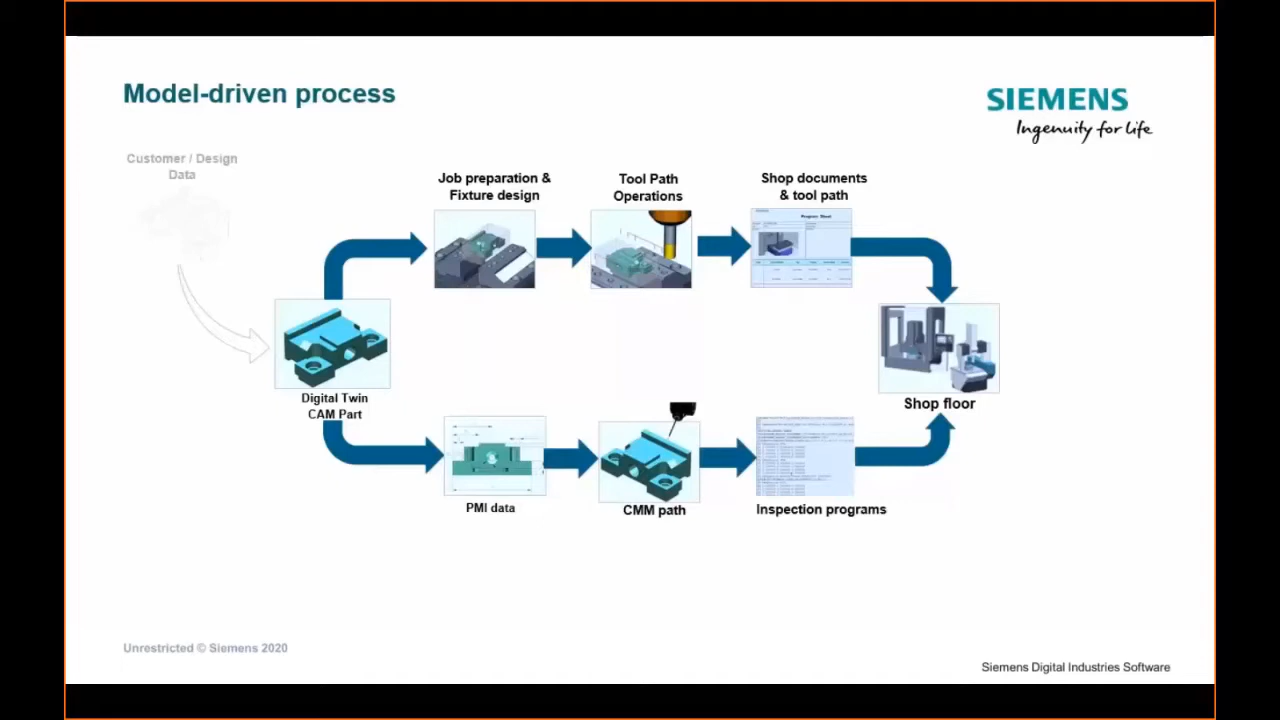 Model-driven process
SIEMENS
Ingenuity for Life
Customer / Design
Data
Job preparation &
Fixture design
Tool Path
Operations
Shop documents
& tool path
Program Sheet
Digital Twin
CAM Part
Shop floor
PMI data
CMM path
Inspection programs
Unrestricted © Siemens 2020
Siemens Digital Industries Software